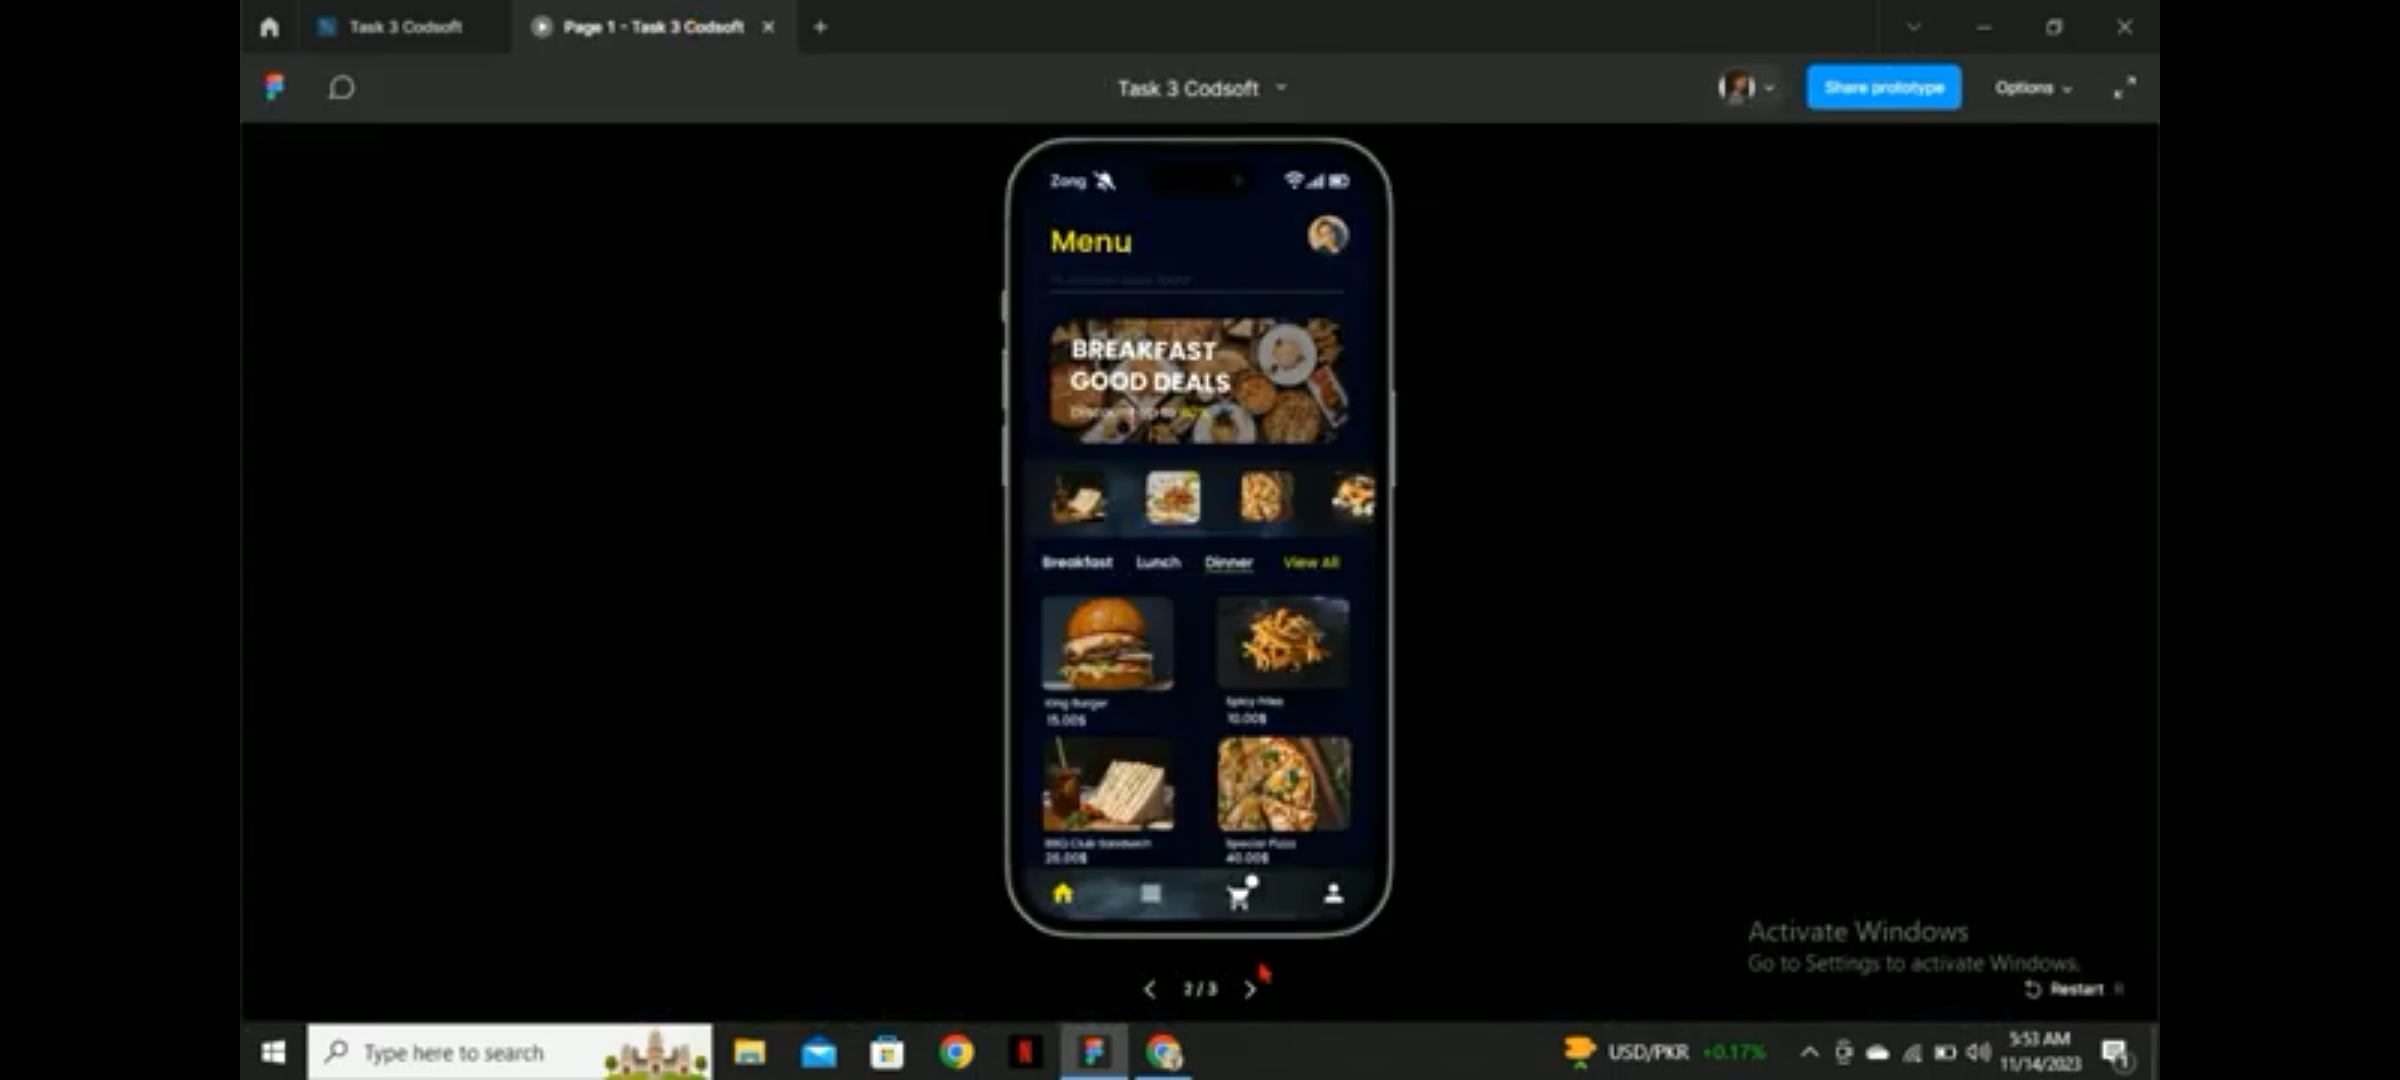 Task 3 Codsoft
Page 1 - Task 3 Codsoft
Task 3 Codsoft
Share prototype
Options
Zong
Menu
BREAKFAST
GOOD DEALS
Discount up to
Breakfast Lunch Dinner View All
King Burger
15.00$
Spicy Fries
10.00$
BBQ Club Sandwich
20.00$
Special Pizza
40.00$
Activate Windows
Go to Settings to activate Windows.
2 / 3
Restart R
Type here to search
USD/PKR +0.17%
5:53 AM
11/14/2023